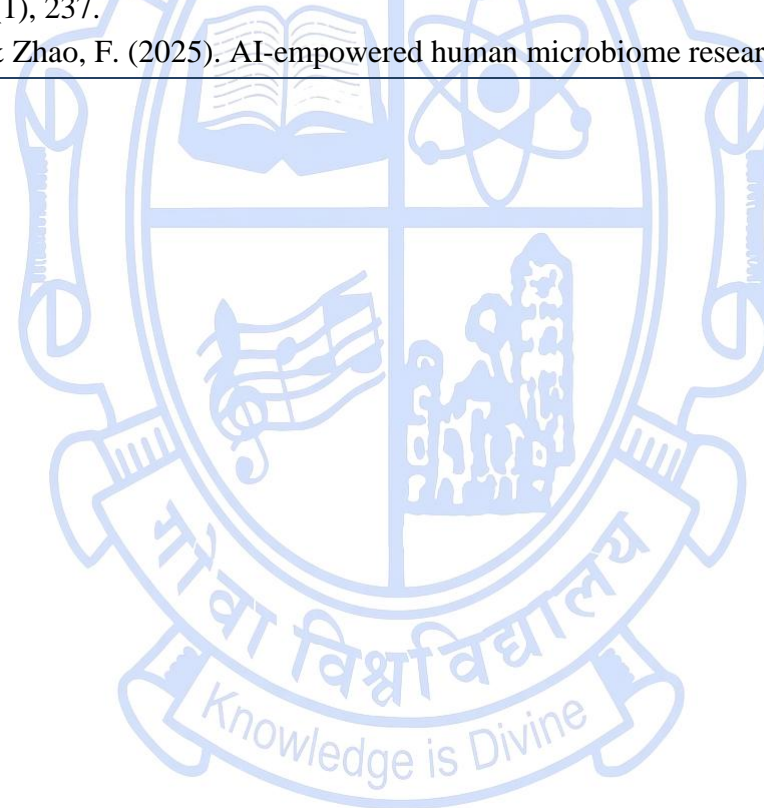 (1), 237.
Zhao, F. (2025). AI-empowered human microbiome resear
गोंवा विश्वविद्यालय
Knowledge is Divine